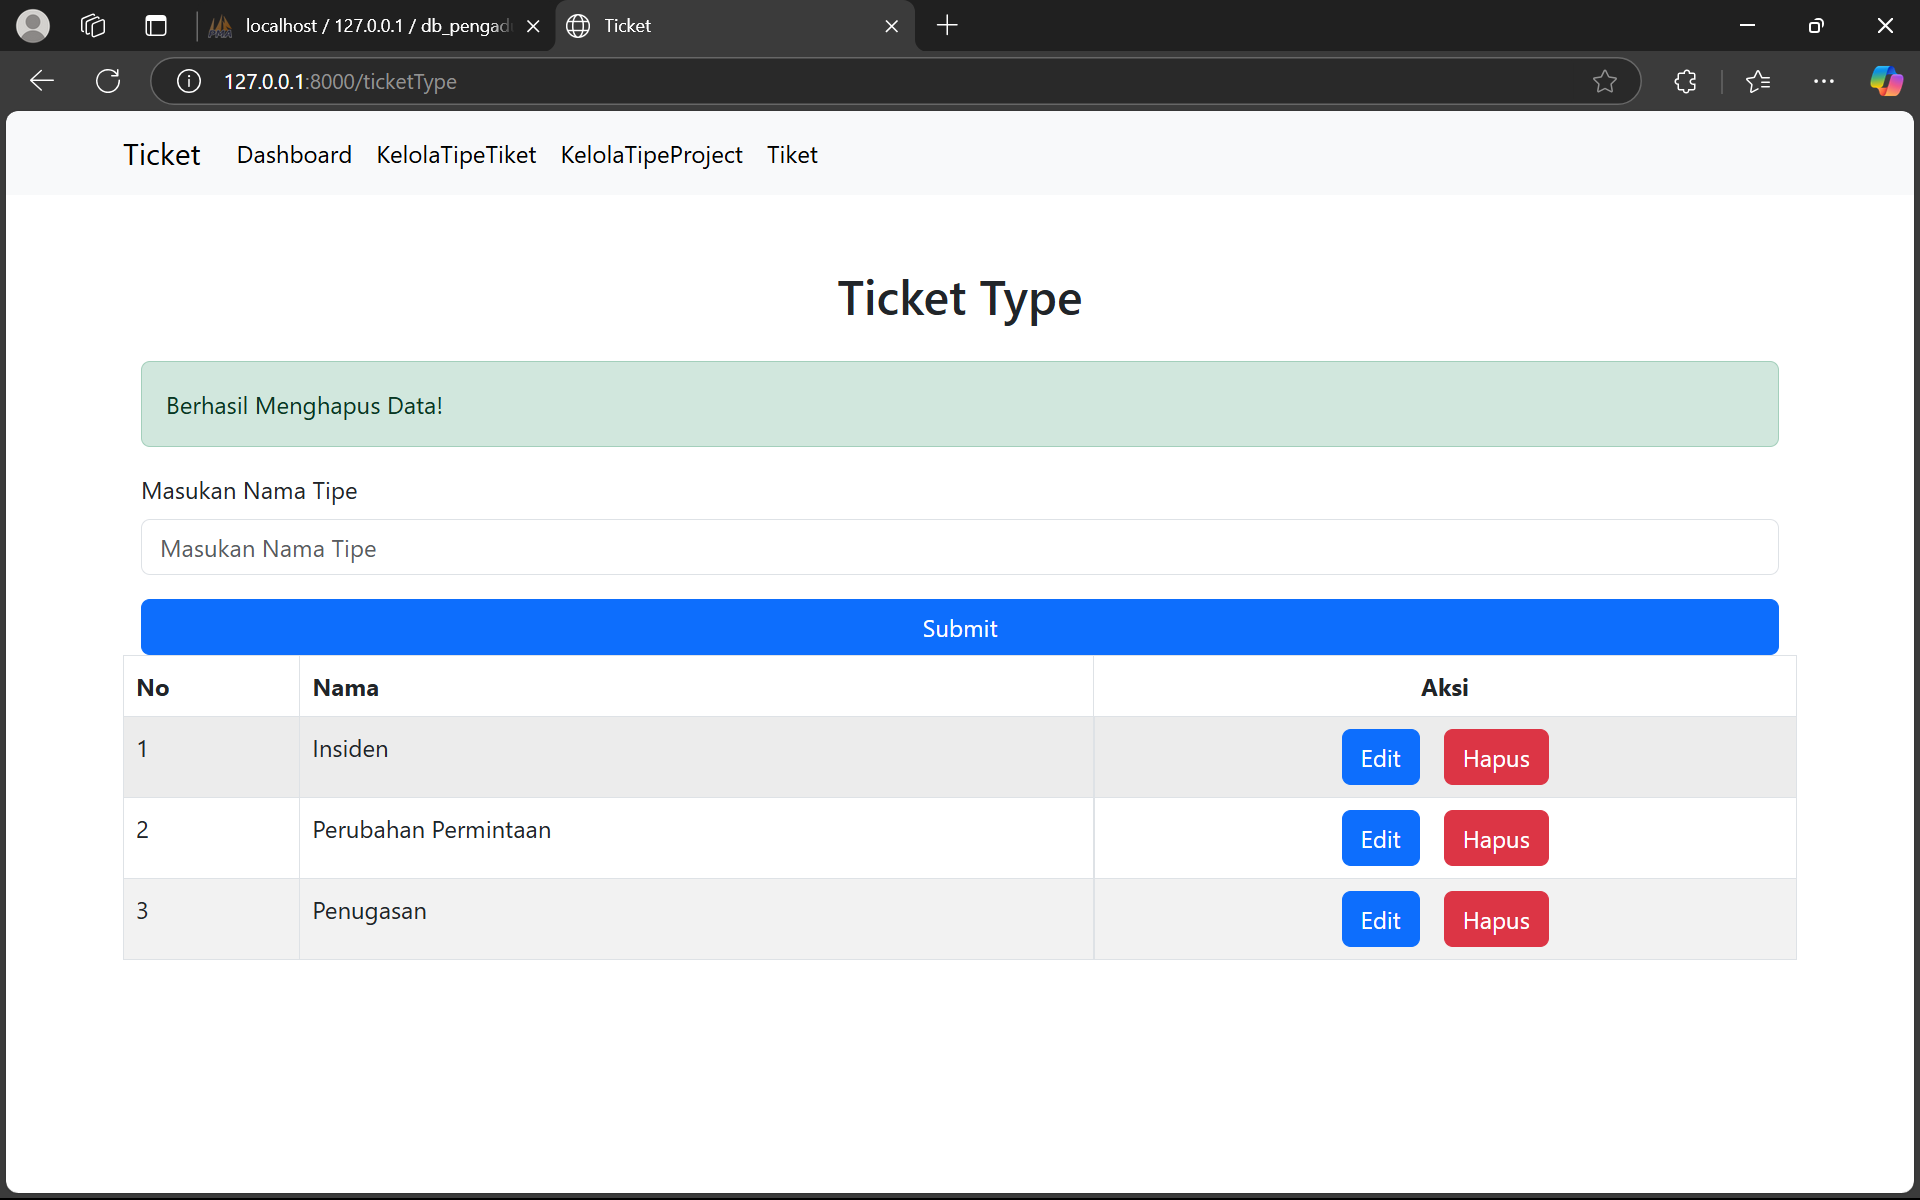 localhost / 127.0.0.1 / db_pengad
Ticket
127.0.0.1:8000/ticketType
Ticket Dashboard KelolaTipeTiket KelolaTipeProject Tiket
Ticket Type
Berhasil Menghapus Data!
Masukan Nama Tipe
Masukan Nama Tipe
Submit
No Nama Aksi
1 Insiden Edit Hapus
2 Perubahan Permintaan Edit Hapus
3 Penugasan Edit Hapus